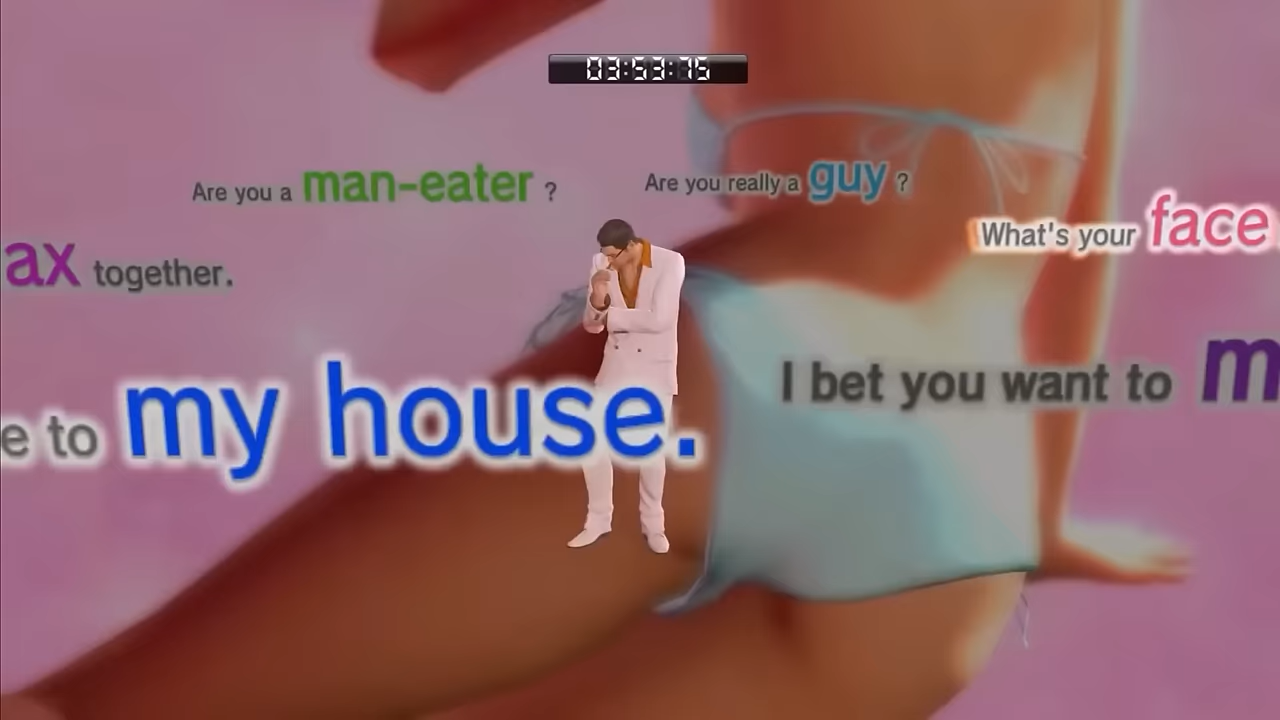 03:53:75
Are you a man-eater ?
Are you really a guy ?
What's your face
ax together.
e to my house.
I bet you want to m